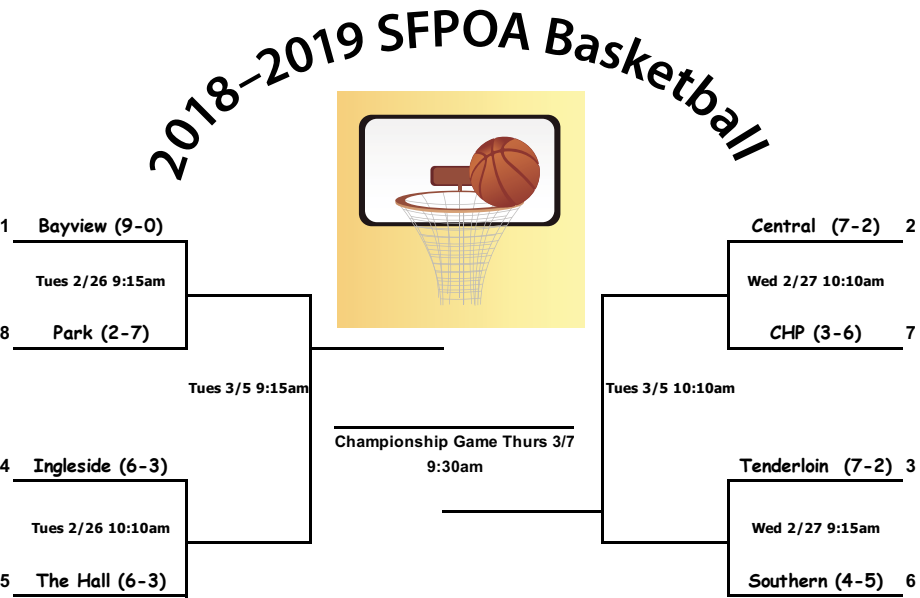 2018–2019 SFPOA Basketball
1 Bayview (9-0)
Tues 2/26 9:15am
8 Park (2-7)
Tues 3/5 9:15am
4 Ingleside (6-3)
Tues 2/26 10:10am
5 The Hall (6-3)
Championship Game Thurs 3/7
9:30am
Central (7-2) 2
Wed 2/27 10:10am
CHP (3-6) 7
Tues 3/5 10:10am
Tenderloin (7-2) 3
Wed 2/27 9:15am
Southern (4-5) 6